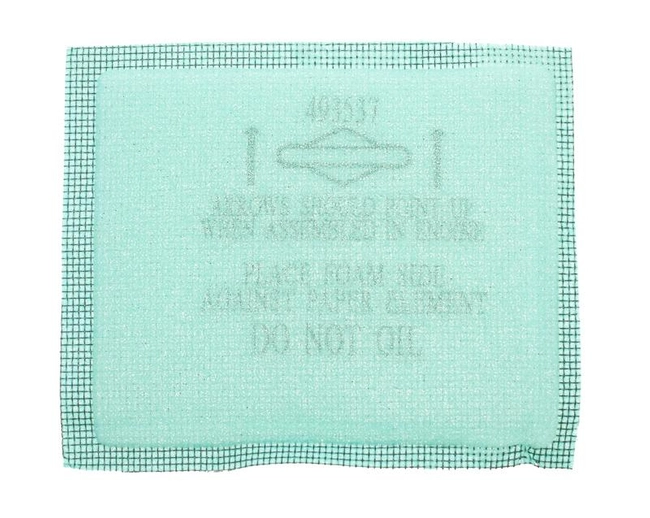 493537
ARROWS SHOULD POINT UP
WHEN ASSEMBLED IN ENGINE
PLACE FOAM SIDE
AGAINST PAPER ELEMENT
DO NOT OIL